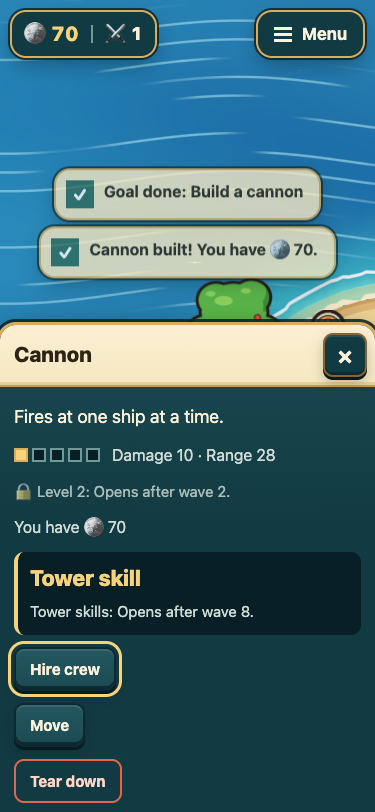 70 | 1
Menu
Goal done: Build a cannon
Cannon built! You have 70.
Cannon
Fires at one ship at a time.
Damage 10 · Range 28
Level 2: Opens after wave 2.
You have 70
Tower skill
Tower skills: Opens after wave 8.
Hire crew
Move
Tear down